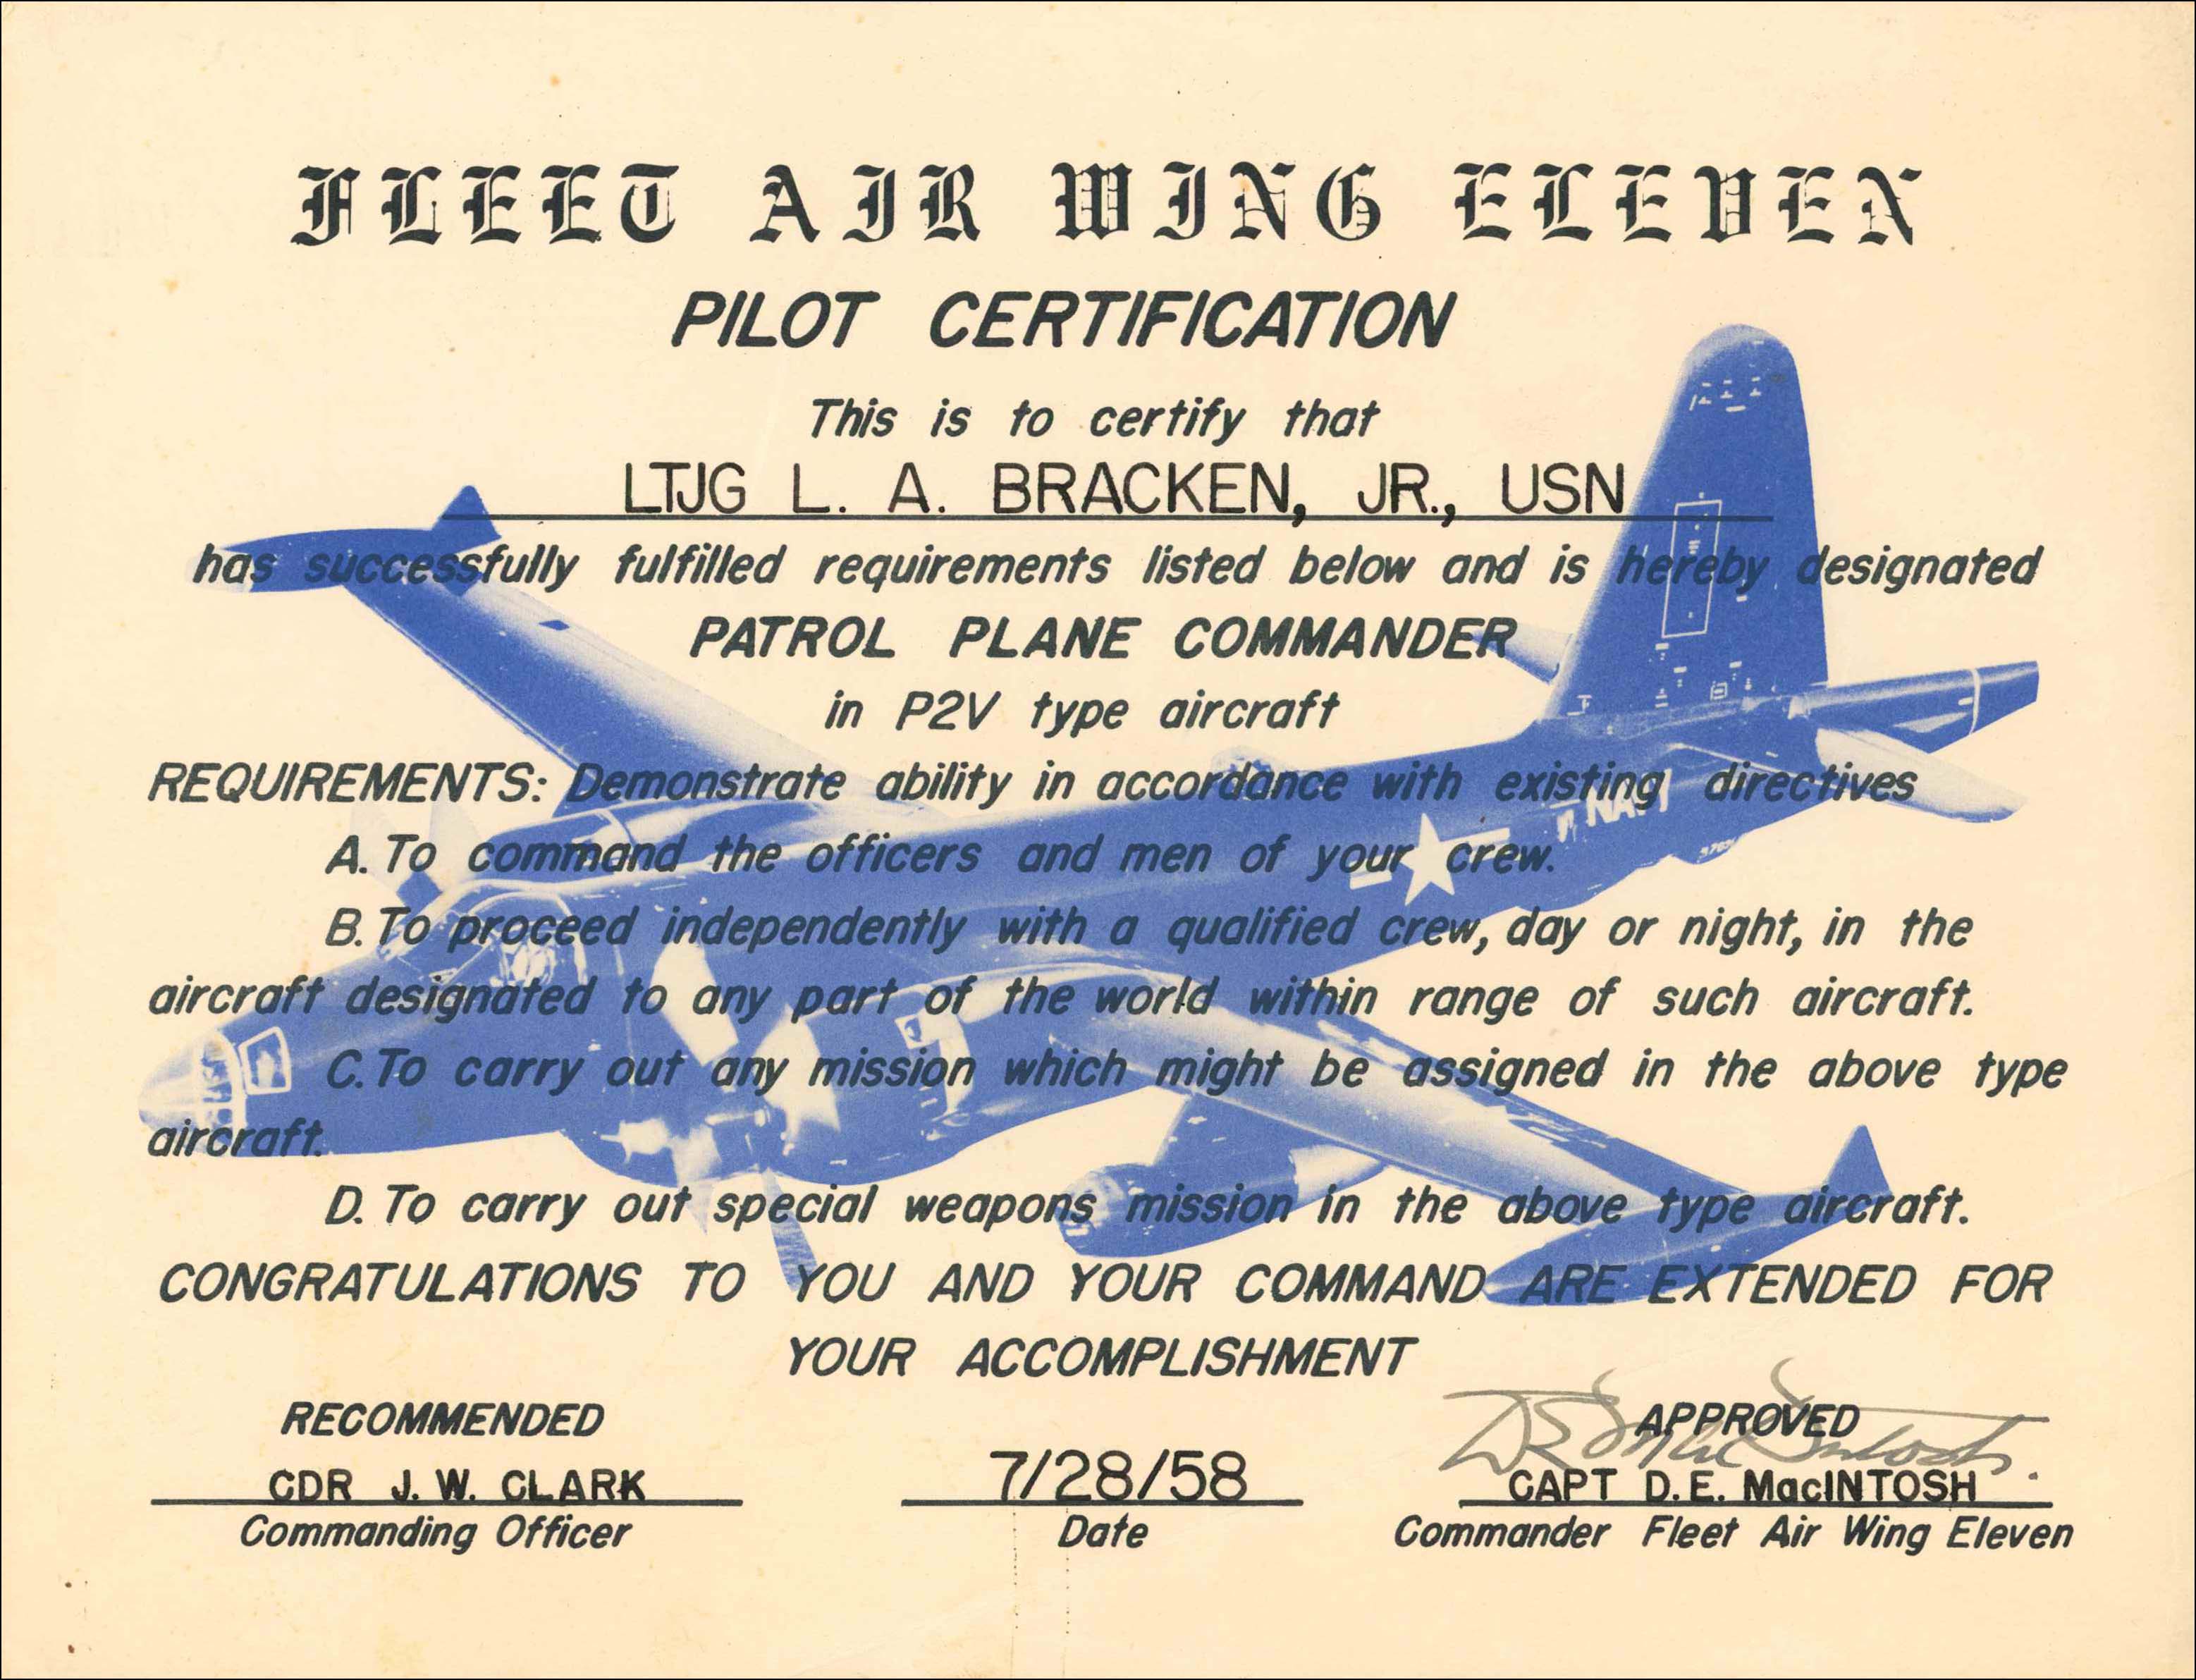 FLEET AIR WING ELEVEN
PILOT CERTIFICATION
This is to certify that
LTJG L. A. BRACKEN, JR., USN
has successfully fulfilled requirements listed below and is hereby designated
PATROL PLANE COMMANDER
in P2V type aircraft
REQUIREMENTS: Demonstrate ability in accordance with existing directives
NAVY
A. To command the officers and men of your crew.
B. To proceed independently with a qualified crew, day or night, in the
aircraft designated to any part of the world within range of such aircraft.
C. To carry out any mission which might be assigned in the above type
aircraft.
D. To carry out special weapons mission in the above type aircraft.
CONGRATULATIONS TO YOU AND YOUR COMMAND ARE EXTENDED FOR
YOUR ACCOMPLISHMENT
RECOMMENDED
CDR J. W. CLARK
Commanding Officer
7/28/58
Date
APPROVED
D E MacIntosh
CAPT D. E. MacINTOSH
Commander Fleet Air Wing Eleven